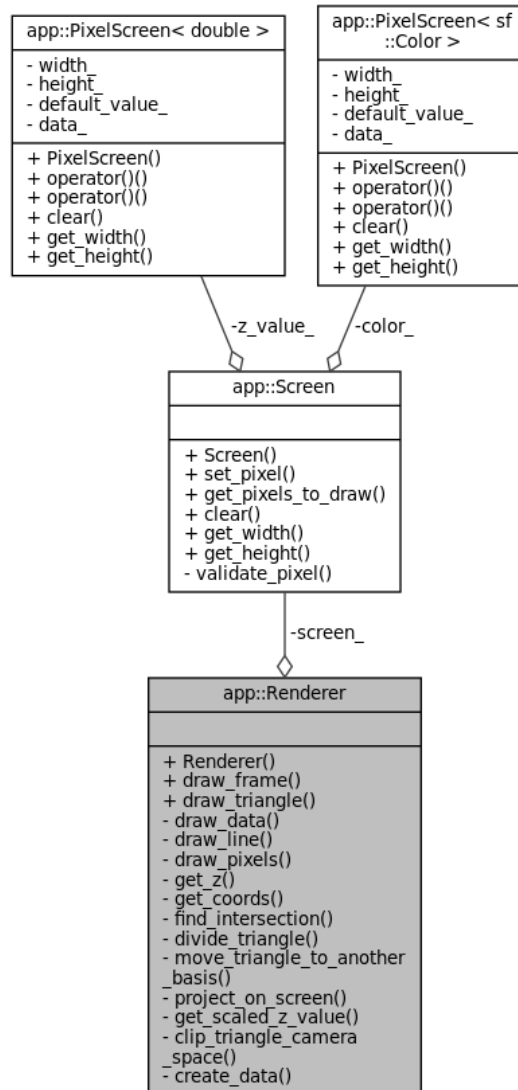 app::PixelScreen< double >
- width_
- height_
- default_value_
- data_
+ PixelScreen()
+ operator()()
+ operator()()
+ clear()
+ get_width()
+ get_height()
app::PixelScreen< sf
::Color >
- width_
- height_
- default_value_
- data_
+ PixelScreen()
+ operator()()
+ operator()()
+ clear()
+ get_width()
+ get_height()
-z_value_
-color_
app::Screen
+ Screen()
+ set_pixel()
+ get_pixels_to_draw()
+ clear()
+ get_width()
+ get_height()
- validate_pixel()
-screen_
app::Renderer
+ Renderer()
+ draw_frame()
+ draw_triangle()
- draw_data()
- draw_line()
- draw_pixels()
- get_z()
- get_coords()
- find_intersection()
- divide_triangle()
- move_triangle_to_another
_basis()
- project_on_screen()
- get_scaled_z_value()
- clip_triangle_camera
_space()
- create_data()